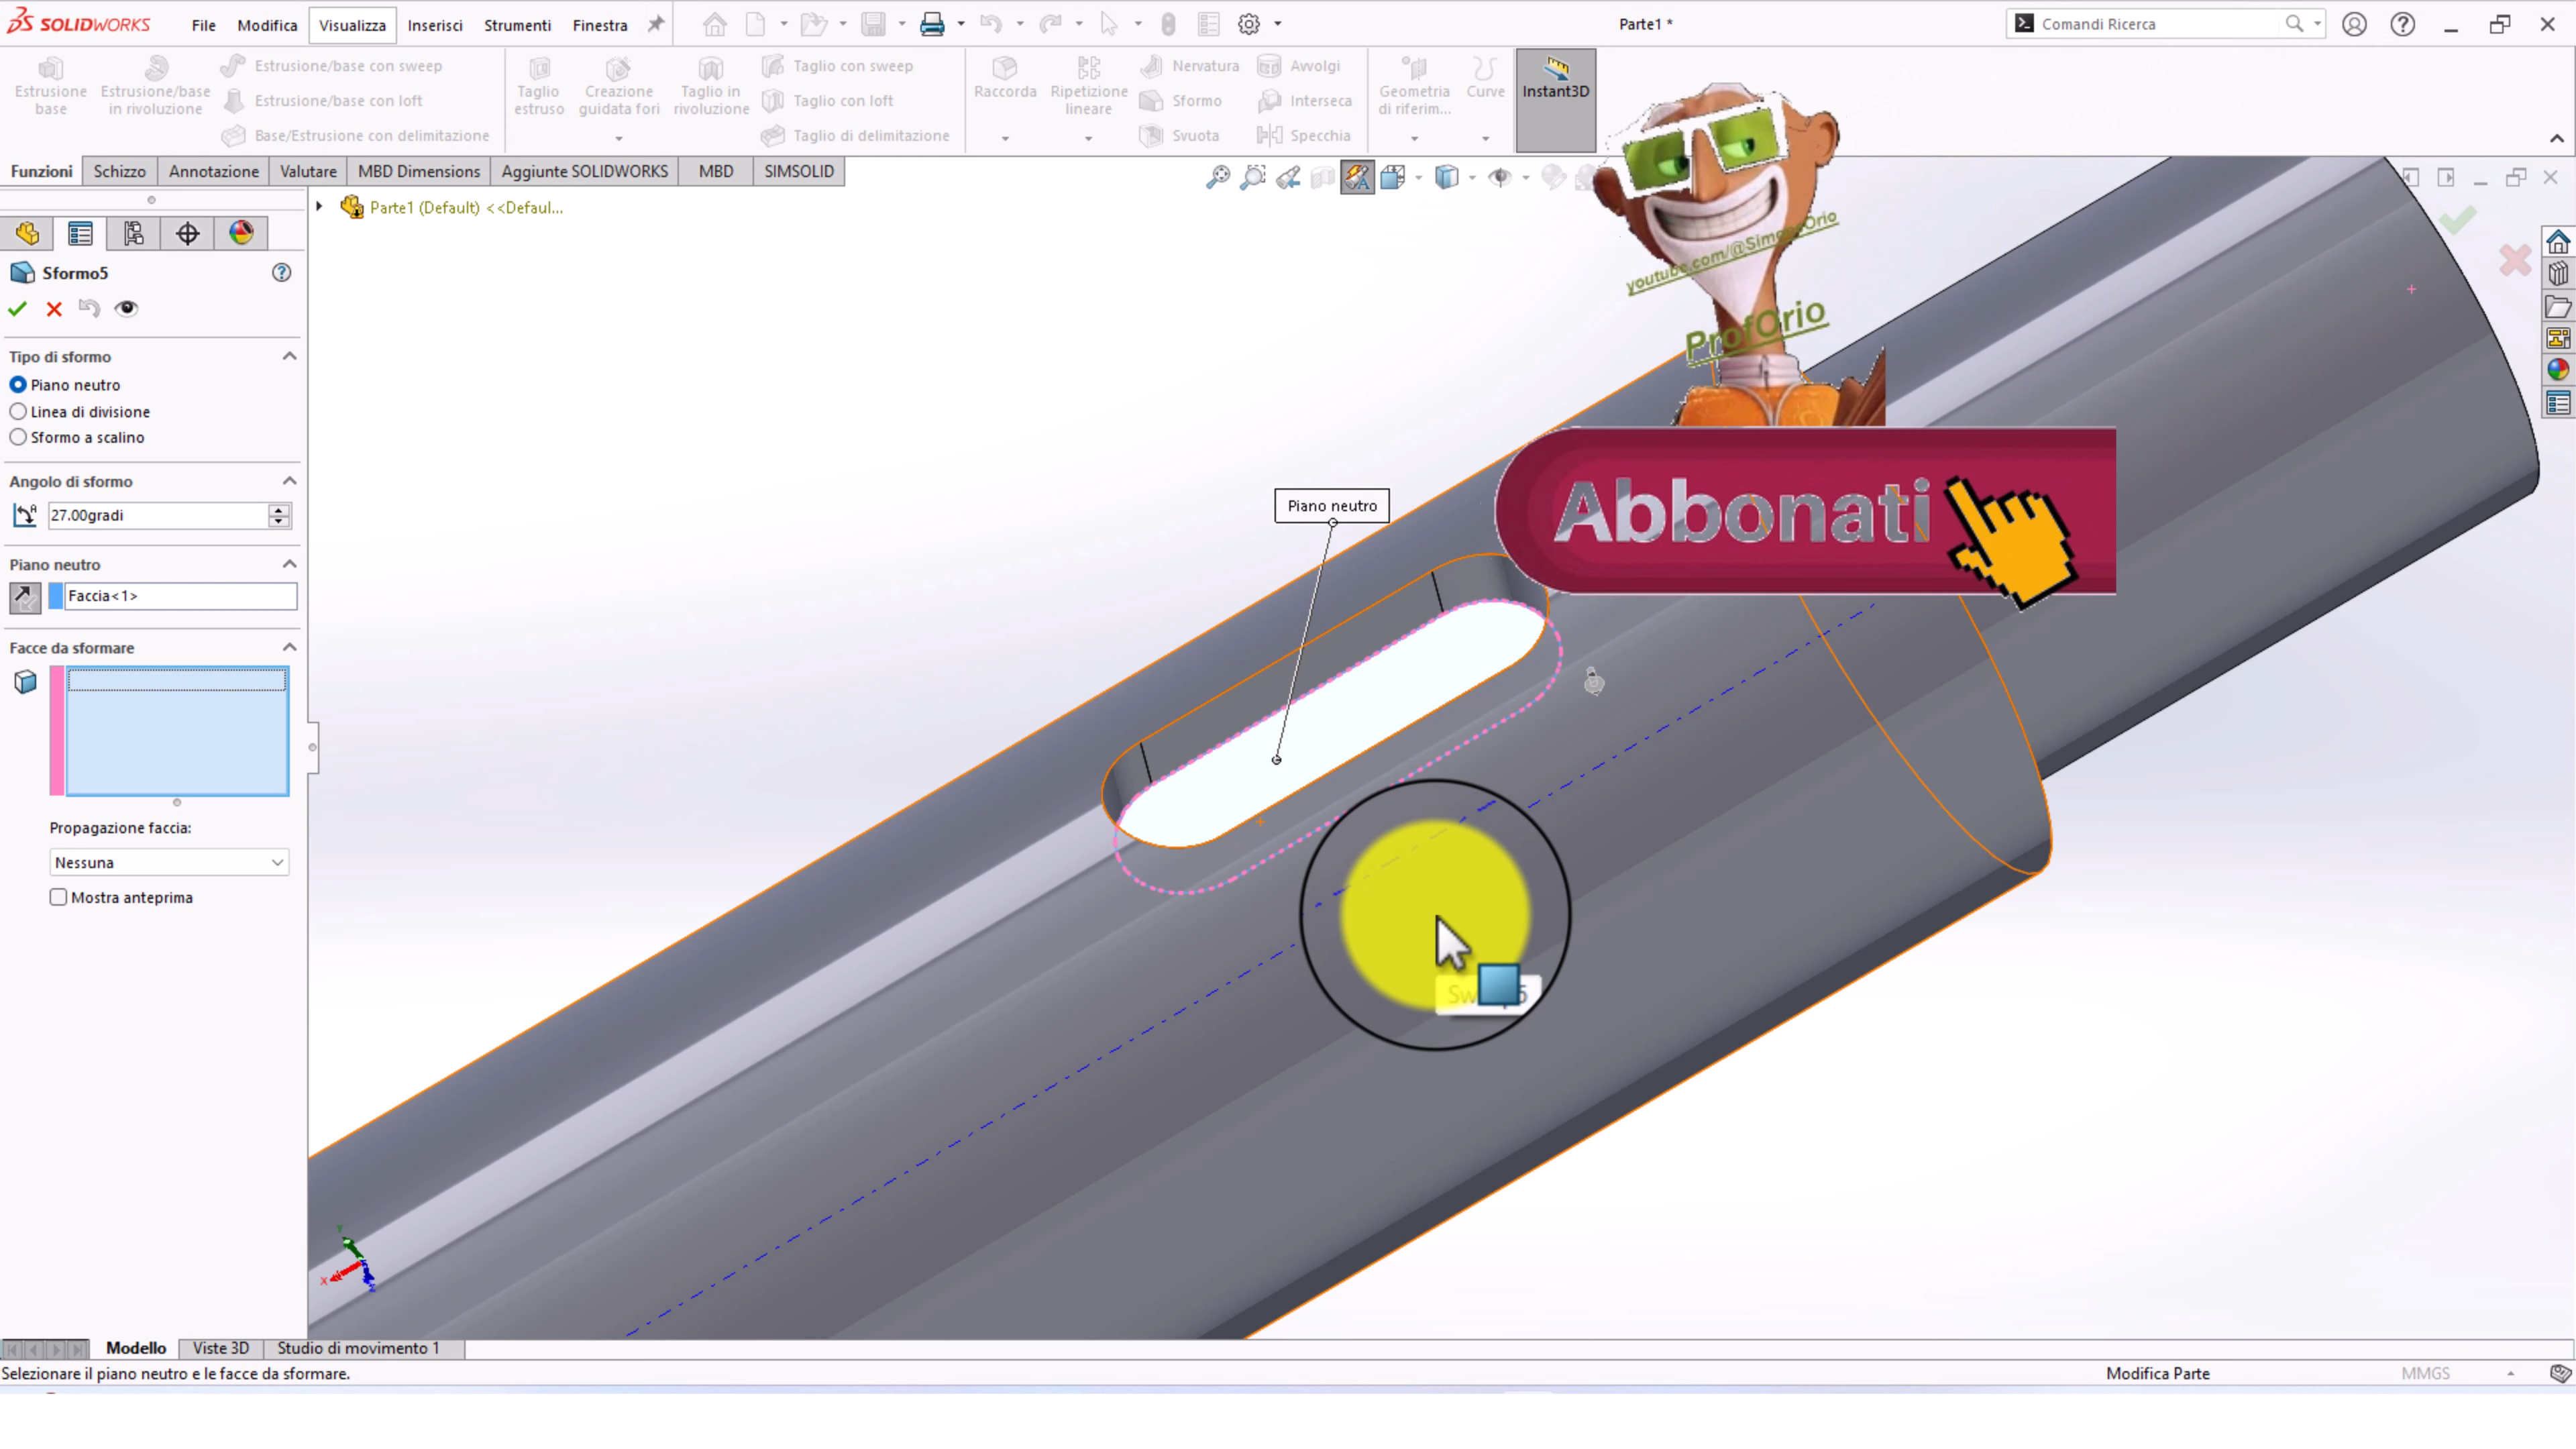 SOLIDWORKS File Modifica Visualizza Inserisci Strumenti Finestra Parte1 * Comandi Ricerca
Estrusione base
Estrusione/base in rivoluzione
Estrusione/base con sweep
Estrusione/base con loft
Base/Estrusione con delimitazione
Taglio estruso
Creazione guidata fori
Taglio in rivoluzione
Taglio con sweep
Taglio con loft
Taglio di delimitazione
Raccorda
Ripetizione lineare
Nervatura
Sformo
Svuota
Avvolgi
Interseca
Specchia
Geometria di riferim...
Curve
Instant3D
Funzioni Schizzo Annotazione Valutare MBD Dimensions Aggiunte SOLIDWORKS MBD SIMSOLID
Parte1 (Default) <<Defaul...
Sformo5
Tipo di sformo
Piano neutro
Linea di divisione
Sformo a scalino
Angolo di sformo
27.00gradi
Piano neutro
Faccia<1>
Facce da sformare
Propagazione faccia:
Nessuna
Mostra anteprima
Piano neutro
ProfOrio
Abbonati
Y
X
Z
Modello Viste 3D Studio di movimento 1
Selezionare il piano neutro e le facce da sformare. Modifica Parte MMGS